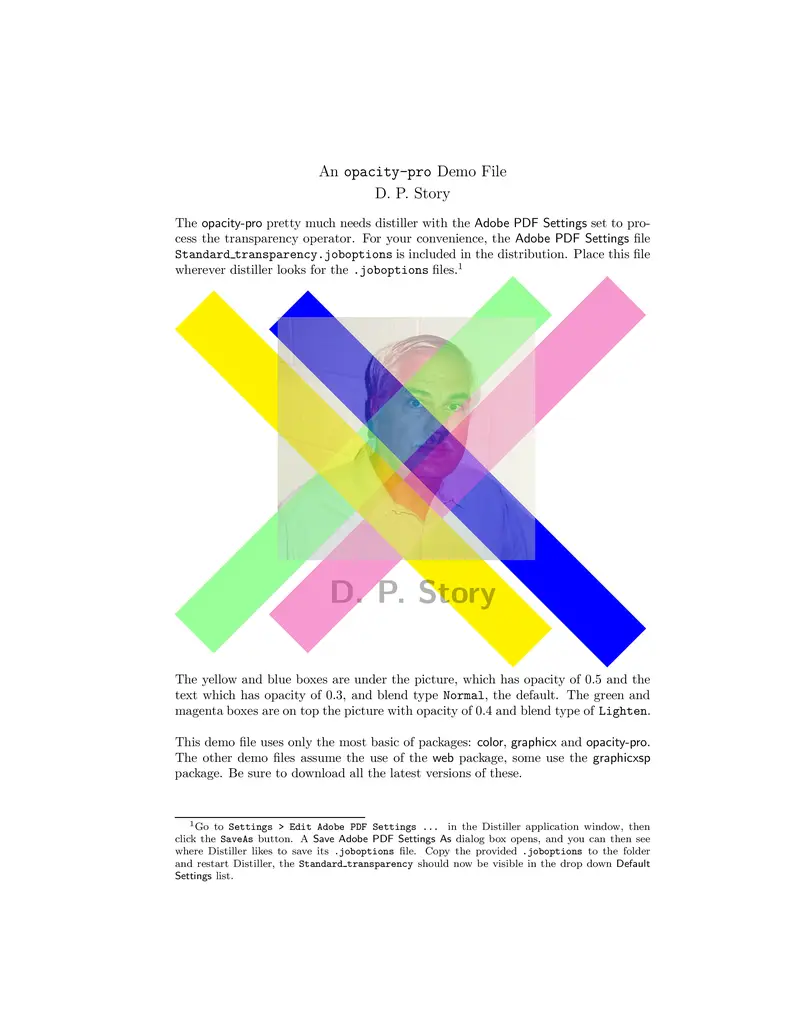 An opacity-pro Demo File
D. P. Story
The opacity-pro pretty much needs distiller with the Adobe PDF Settings set to pro-
cess the transparency operator. For your convenience, the Adobe PDF Settings file
Standard_transparency.joboptions is included in the distribution. Place this file
wherever distiller looks for the .joboptions files.1
D. P. Story
The yellow and blue boxes are under the picture, which has opacity of 0.5 and the
text which has opacity of 0.3, and blend type Normal, the default. The green and
magenta boxes are on top the picture with opacity of 0.4 and blend type of Lighten.
This demo file uses only the most basic of packages: color, graphicx and opacity-pro.
The other demo files assume the use of the web package, some use the graphicxsp
package. Be sure to download all the latest versions of these.
1Go to Settings > Edit Adobe PDF Settings ... in the Distiller application window, then
click the SaveAs button. A Save Adobe PDF Settings As dialog box opens, and you can then see
where Distiller likes to save its .joboptions file. Copy the provided .joboptions to the folder
and restart Distiller, the Standard_transparency should now be visible in the drop down Default
Settings list.